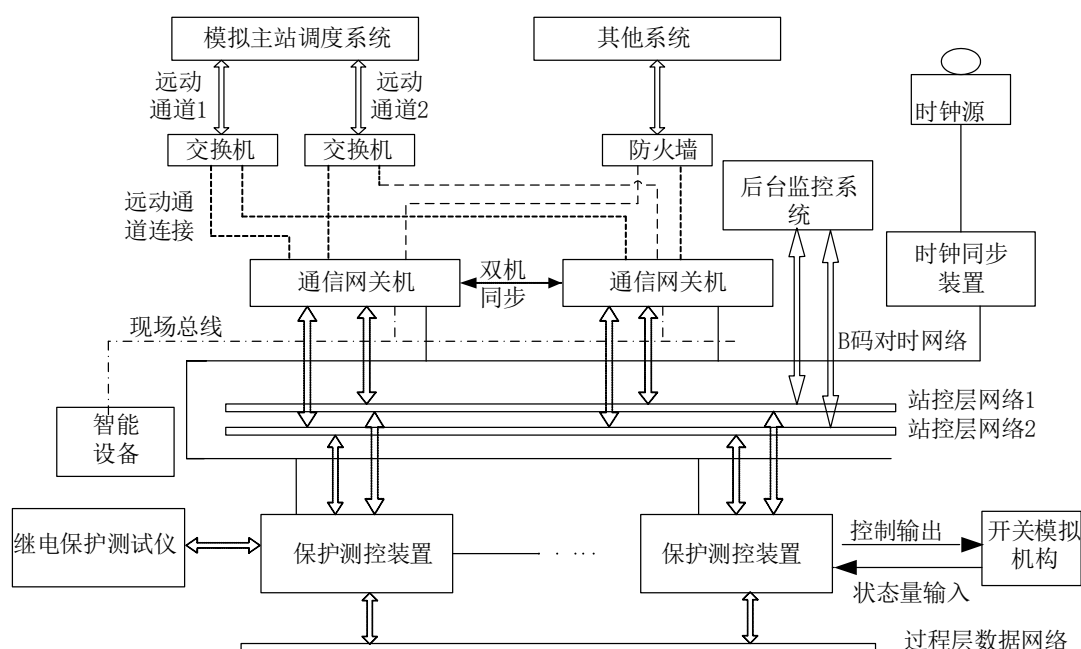 模拟主站调度系统
其他系统
远动
通道1
远动
通道2
时钟源
交换机
交换机
防火墙
后台监控系
统
远动通
道连接
时钟同步
装置
通信网关机
双机
同步
通信网关机
现场总线
B码对时网络
站控层网络1
站控层网络2
智能
设备
继电保护测试仪
保护测控装置
· · ·
保护测控装置
控制输出
状态量输入
开关模拟
机构
过程层数据网络